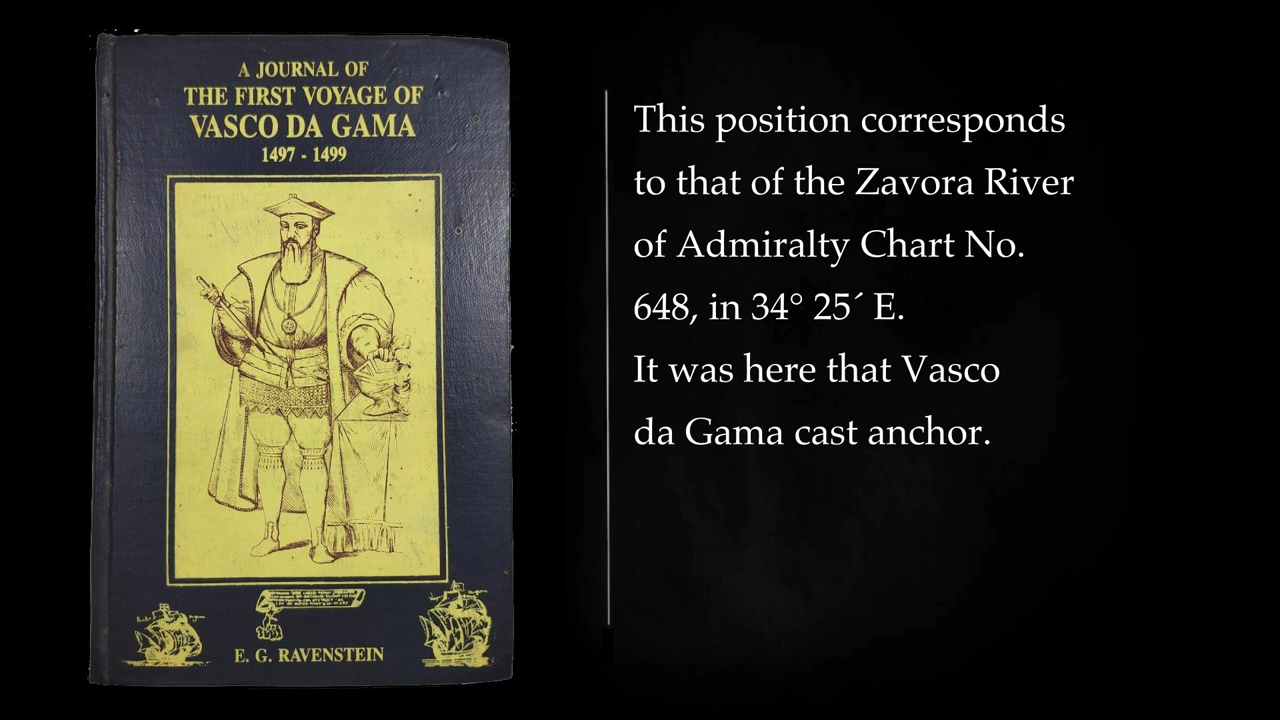 A JOURNAL OF
THE FIRST VOYAGE OF
VASCO DA GAMA
1497 - 1499
E. G. RAVENSTEIN
This position corresponds
to that of the Zavora River
of Admiralty Chart No.
648, in 34° 25´ E.
It was here that Vasco
da Gama cast anchor.